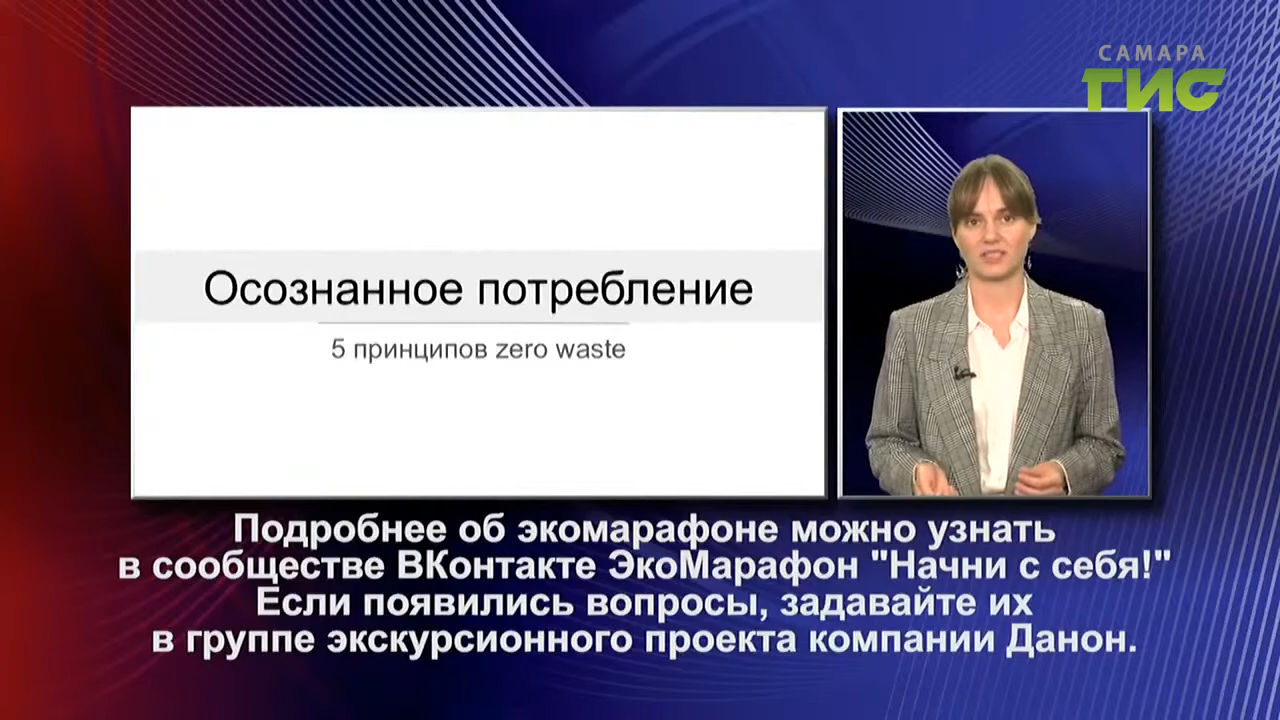 САМАРА
ГИС
Осознанное потребление
5 принципов zero waste
Подробнее об экомарафоне можно узнать
в сообществе ВКонтакте ЭкоМарафон "Начни с себя!"
Если появились вопросы, задавайте их
в группе экскурсионного проекта компании Данон.